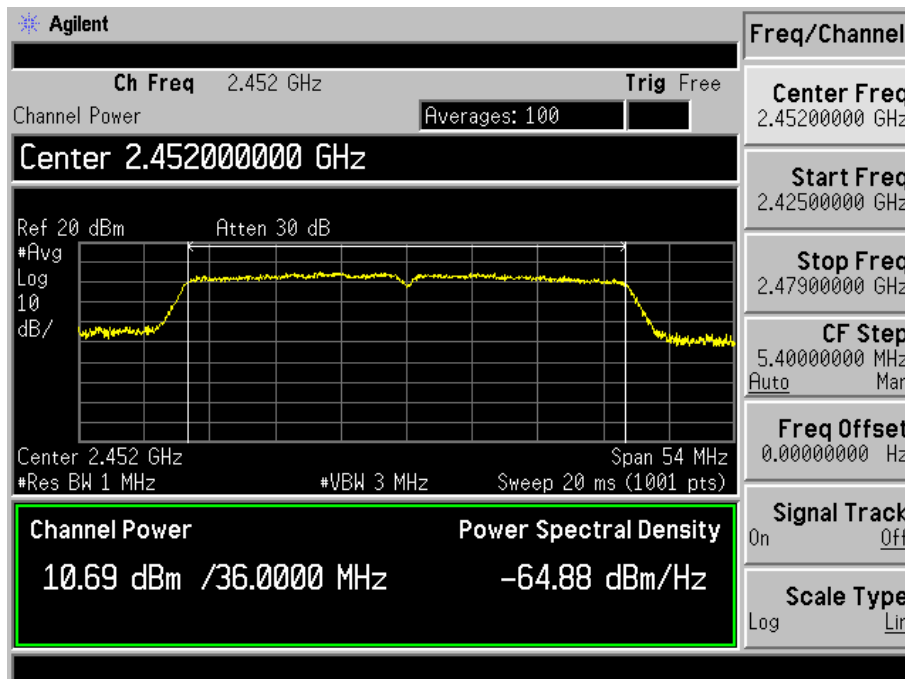 Agilent
Freq/Channel
Ch Freq 2.452 GHz Trig Free
Channel Power Averages: 100
Center 2.452000000 GHz
Ref 20 dBm Atten 30 dB
#Avg
Log
10
dB/
Center 2.452 GHz Span 54 MHz
#Res BW 1 MHz #VBW 3 MHz Sweep 20 ms (1001 pts)
Channel Power Power Spectral Density
10.69 dBm /36.0000 MHz -64.88 dBm/Hz
Center Freq
2.45200000 GHz
Start Freq
2.42500000 GHz
Stop Freq
2.47900000 GHz
CF Step
5.40000000 MHz
Auto Man
Freq Offset
0.00000000 Hz
Signal Track
On Off
Scale Type
Log Lin